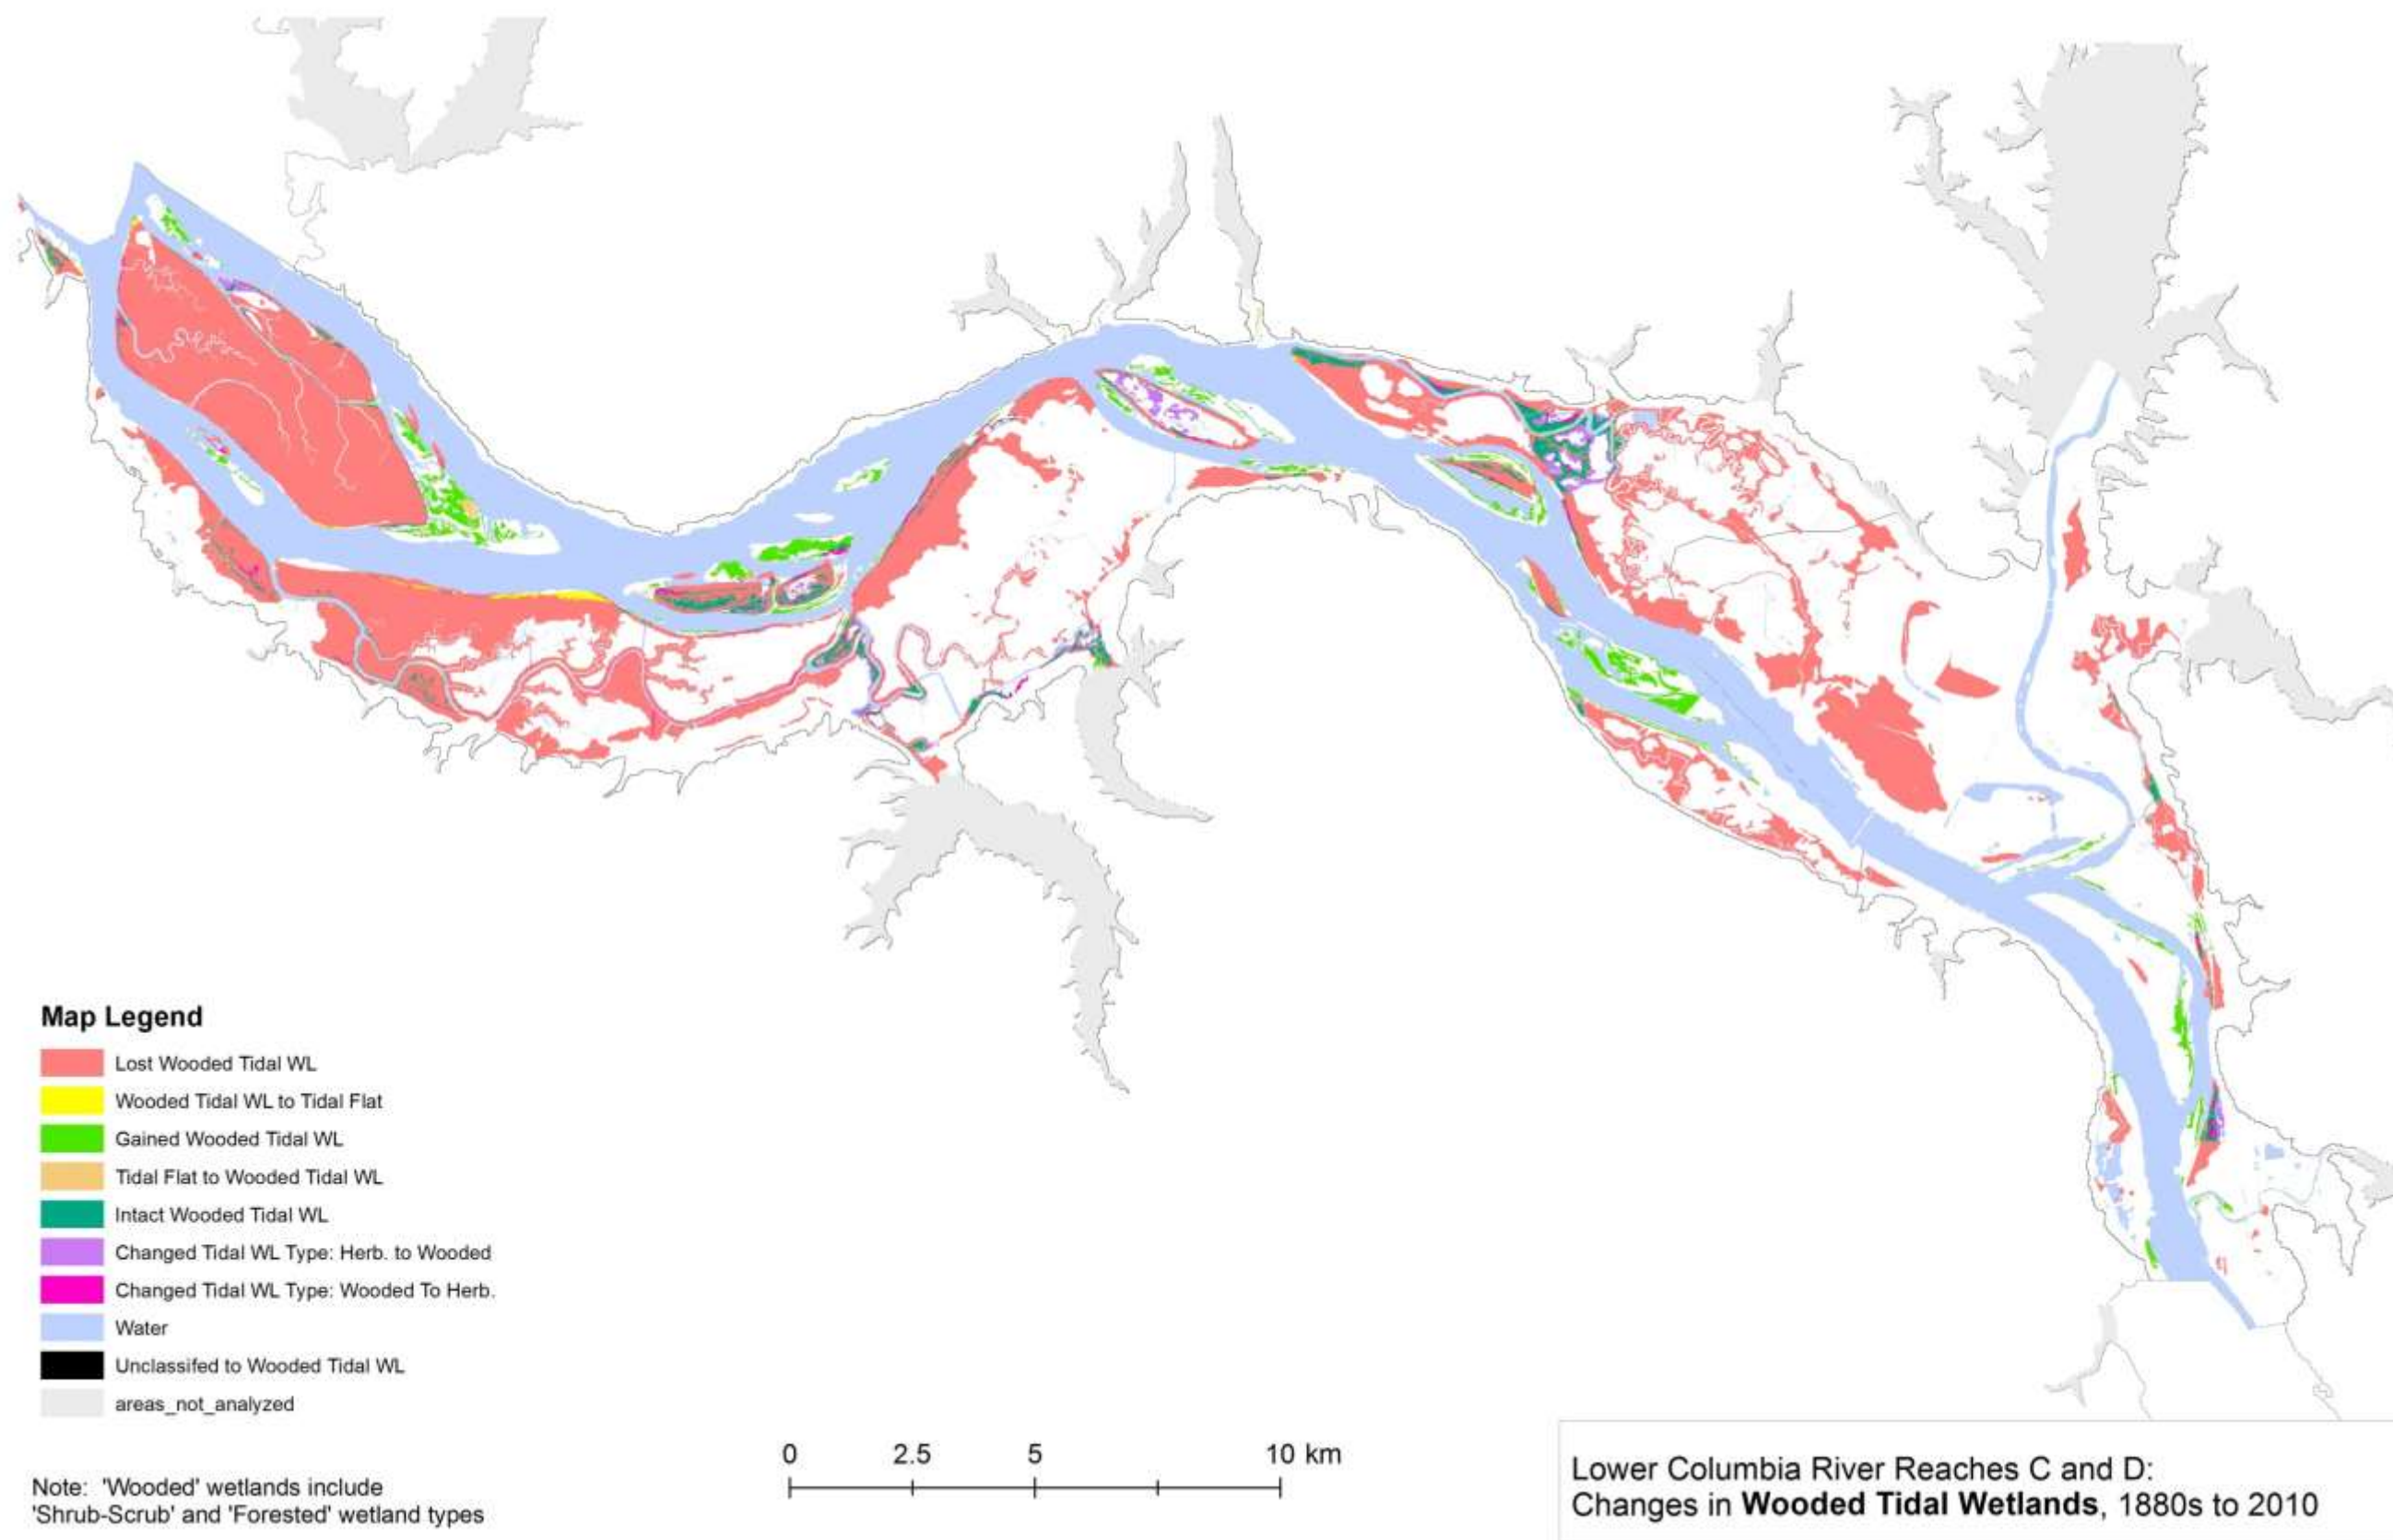 Map Legend
Lost Wooded Tidal WL
Wooded Tidal WL to Tidal Flat
Gained Wooded Tidal WL
Tidal Flat to Wooded Tidal WL
Intact Wooded Tidal WL
Changed Tidal WL Type: Herb. to Wooded
Changed Tidal WL Type: Wooded To Herb.
Water
Unclassifed to Wooded Tidal WL
areas_not_analyzed
Note: 'Wooded' wetlands include
'Shrub-Scrub' and 'Forested' wetland types
0 2.5 5 10 km
Lower Columbia River Reaches C and D:
Changes in Wooded Tidal Wetlands, 1880s to 2010